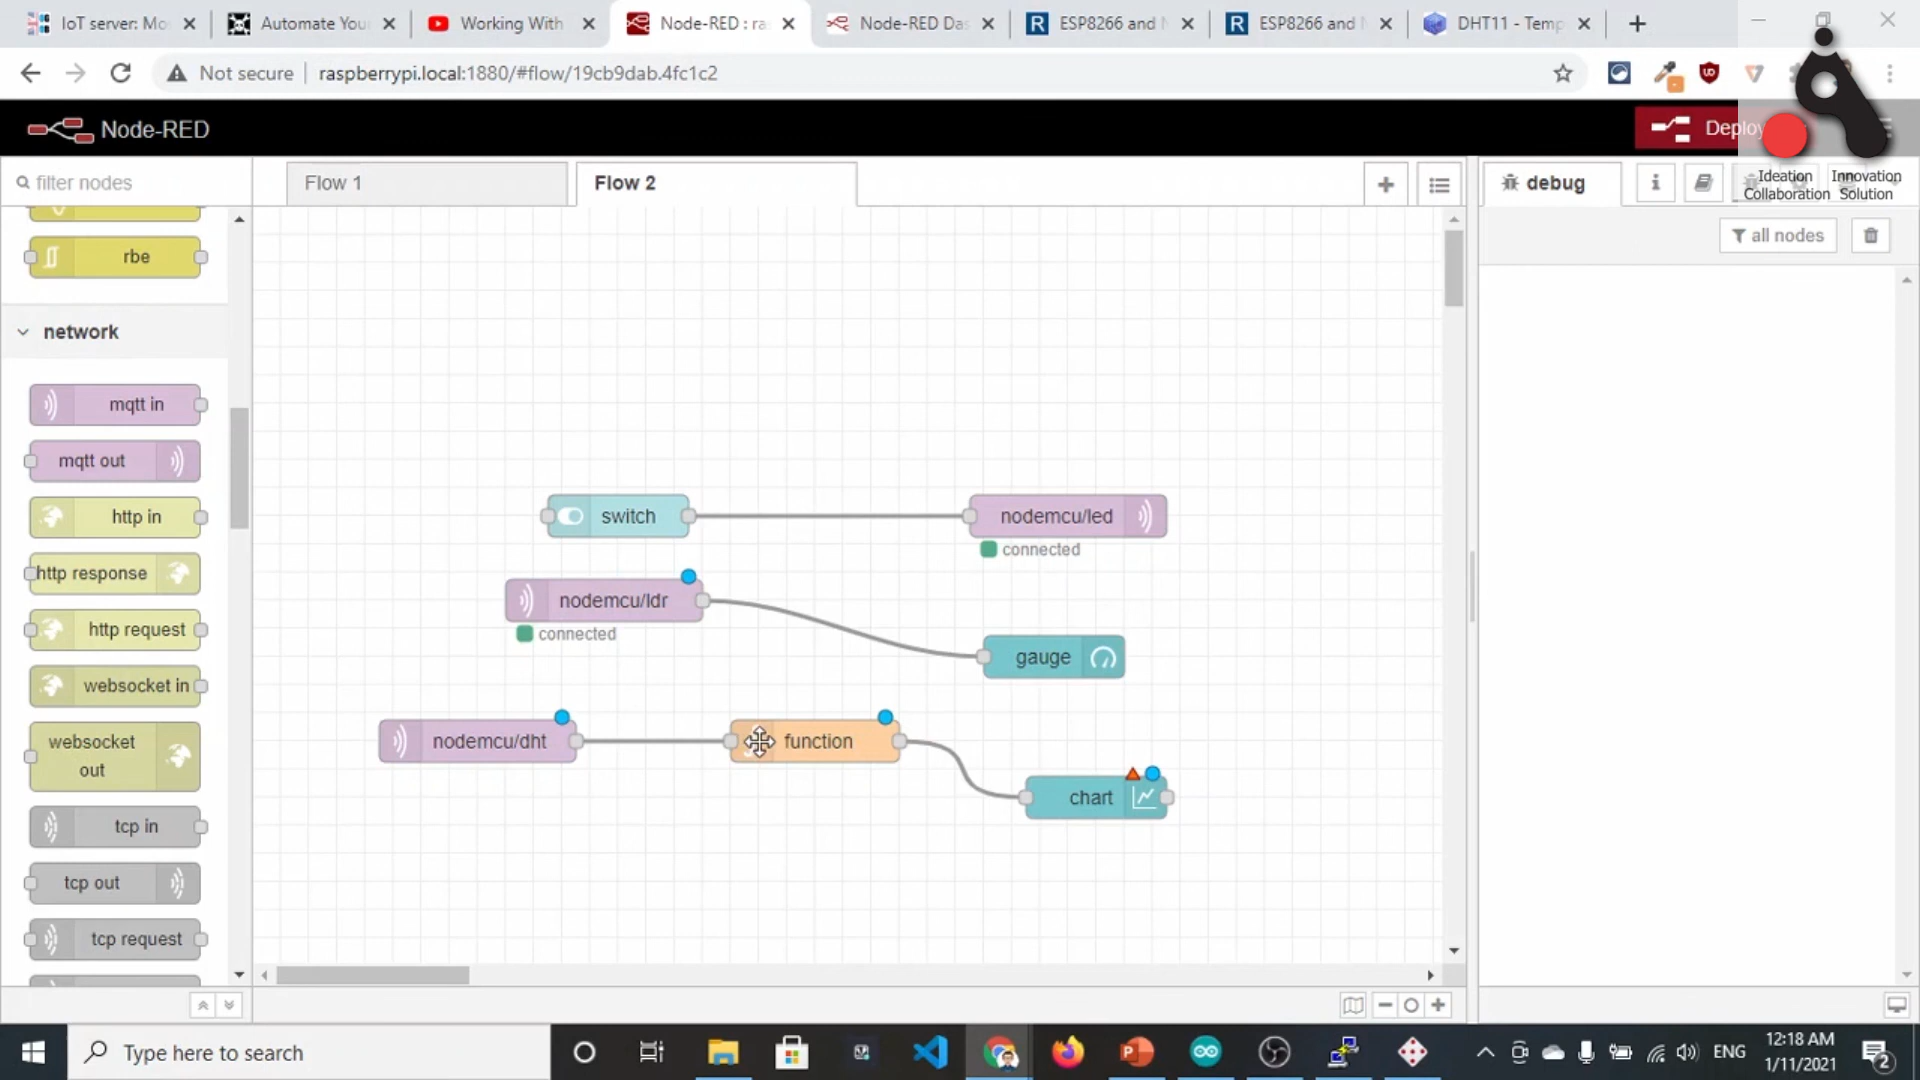 IoT server: Mos
Automate You
Working With
Node-RED : ra
Node-RED Das
ESP8266 and N
ESP8266 and
DHT11 - Temp
Not secure
raspberrypi.local:1880/#flow/19cb9dab.4fc1c2
Node-RED
Deploy
Ideation Innovation
Collaboration Solution
filter nodes
Flow 1
Flow 2
debug
i
all nodes
rbe
network
mqtt in
mqtt out
http in
http response
http request
websocket in
websocket
out
tcp in
tcp out
tcp request
switch
nodemcu/led
connected
nodemcu/ldr
connected
gauge
nodemcu/dht
function
chart
Type here to search
ENG
12:18 AM
1/11/2021
2